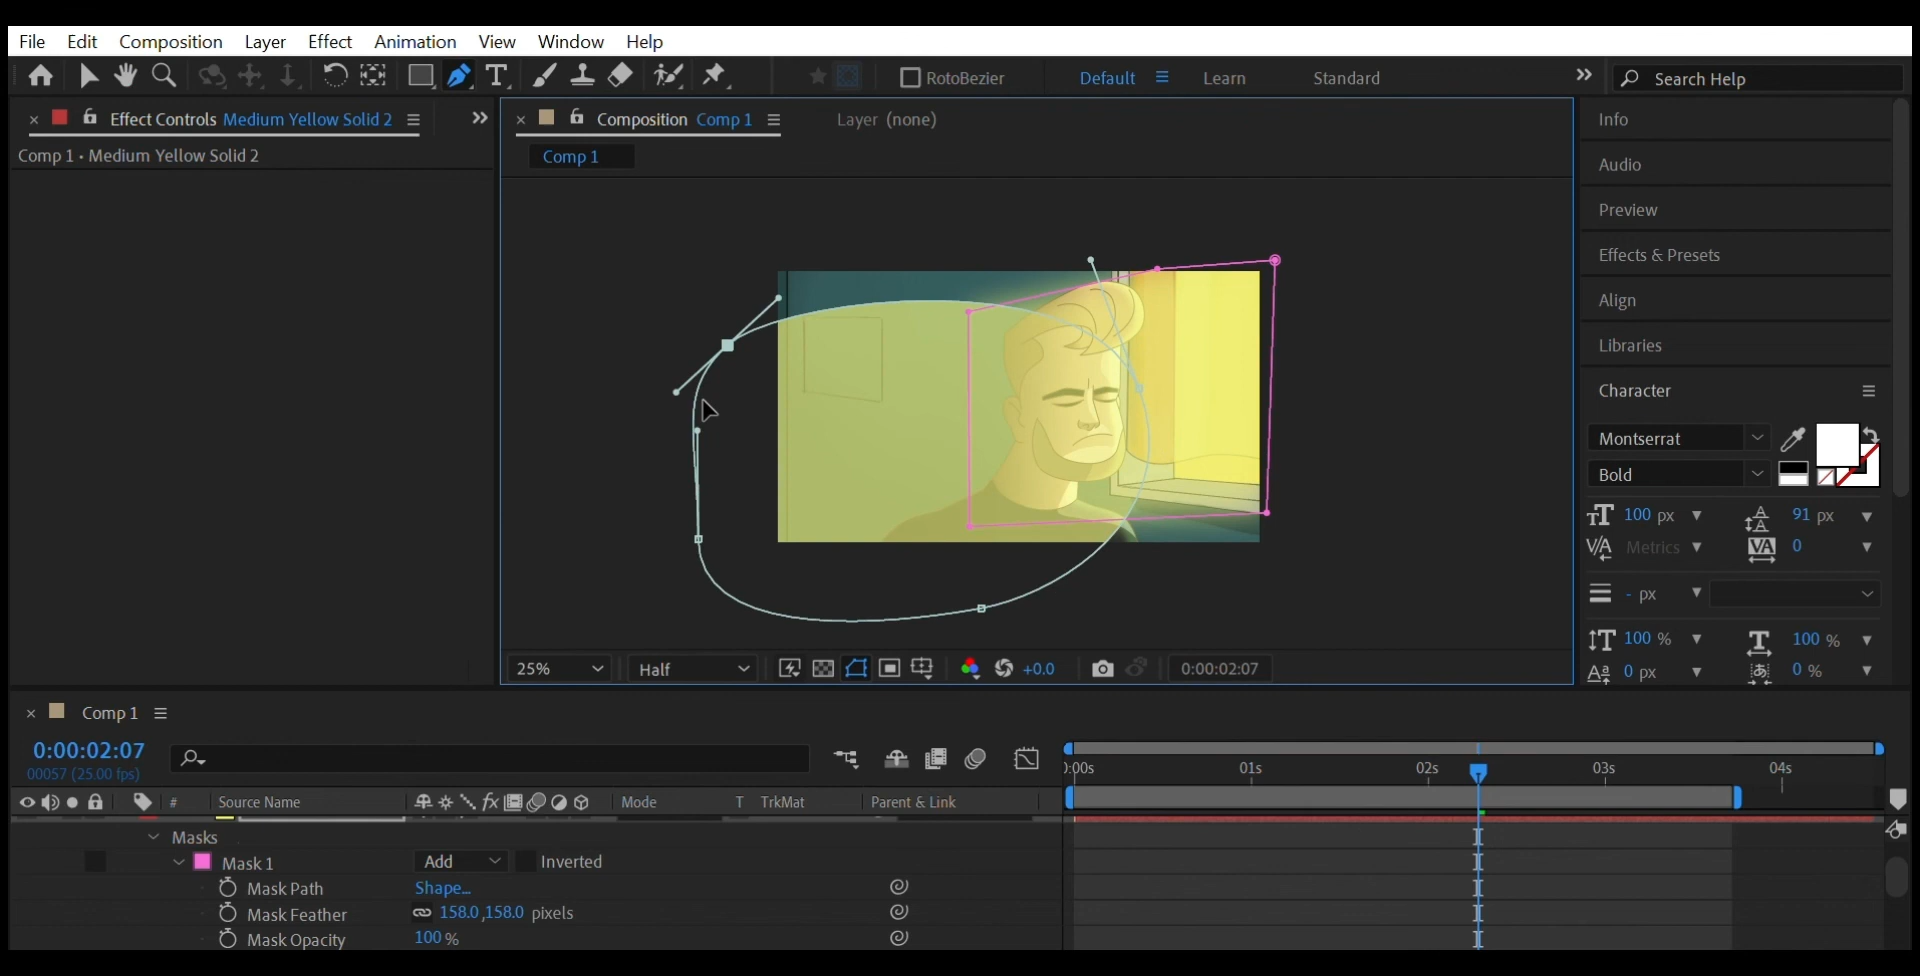 File Edit Composition Layer Effect Animation View Window Help
RotoBezier Default Learn Standard Search Help
Effect Controls Medium Yellow Solid 2
Composition Comp 1
Layer (none)
Comp 1 • Medium Yellow Solid 2
Comp 1
Info
Audio
Preview
Effects & Presets
Align
Libraries
Character
Montserrat
Bold
100 px
91 px
Metrics
0
- px
100 %
100 %
0 px
0 %
25%
Half
+0.0
0:00:02:07
Comp 1
0:00:02:07
00057 (25.00 fps)
):00s 01s 02s 03s 04s
# Source Name Mode T TrkMat Parent & Link
Masks
Mask 1 Add Inverted
Mask Path Shape...
Mask Feather 158.0,158.0 pixels
Mask Opacity 100 %